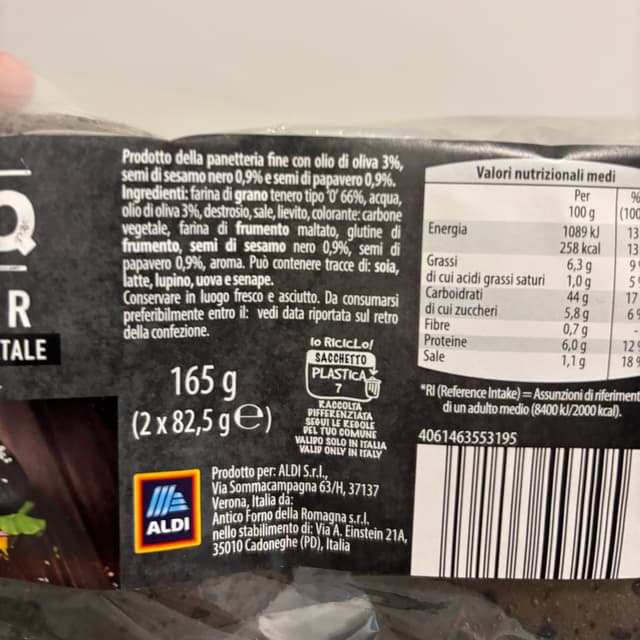 Q
R
TALE
Prodotto della panetteria fine con olio di oliva 3%,
semi di sesamo nero 0,9% e semi di papavero 0,9%.
Ingredienti: farina di grano tenero tipo '0' 66%, acqua,
olio di oliva 3%, destrosio, sale, lievito, colorante: carbone
vegetale, farina di frumento maltato, glutine di
frumento, semi di sesamo nero 0,9%, semi di
papavero 0,9%, aroma. Può contenere tracce di: soia,
latte, lupino, uova e senape.
Conservare in luogo fresco e asciutto. Da consumarsi
preferibilmente entro il: vedi data riportata sul retro
della confezione.
165 g
(2 x 82,5 g e)
Io RiciCLo!
SACCHETTO
PLASTICA
7
RACCOLTA
DIFFERENZIATA
SEGUI LE REGOLE
DEL TUO COMUNE
VALIDO SOLO IN ITALIA
VALID ONLY IN ITALY
ALDI
Prodotto per: ALDI S.r.l.,
Via Sommacampagna 63/H, 37137
Verona, Italia da:
Antico Forno della Romagna s.r.l.
nello stabilimento di: Via A. Einstein 21A,
35010 Cadoneghe (PD), Italia
Valori nutrizionali medi
Per %
100 g (100
Energia 1089 kJ 13
258 kcal 13
Grassi 6,3 g 9
di cui acidi grassi saturi 1,0 g 5
Carboidrati 44 g 17
di cui zuccheri 5,8 g 6
Fibre 0,7 g -
Proteine 6,0 g 12
Sale 1,1 g 18
*RI (Reference Intake) = Assunzioni di riferiment
di un adulto medio (8400 kJ/2000 kcal).
4061463553195